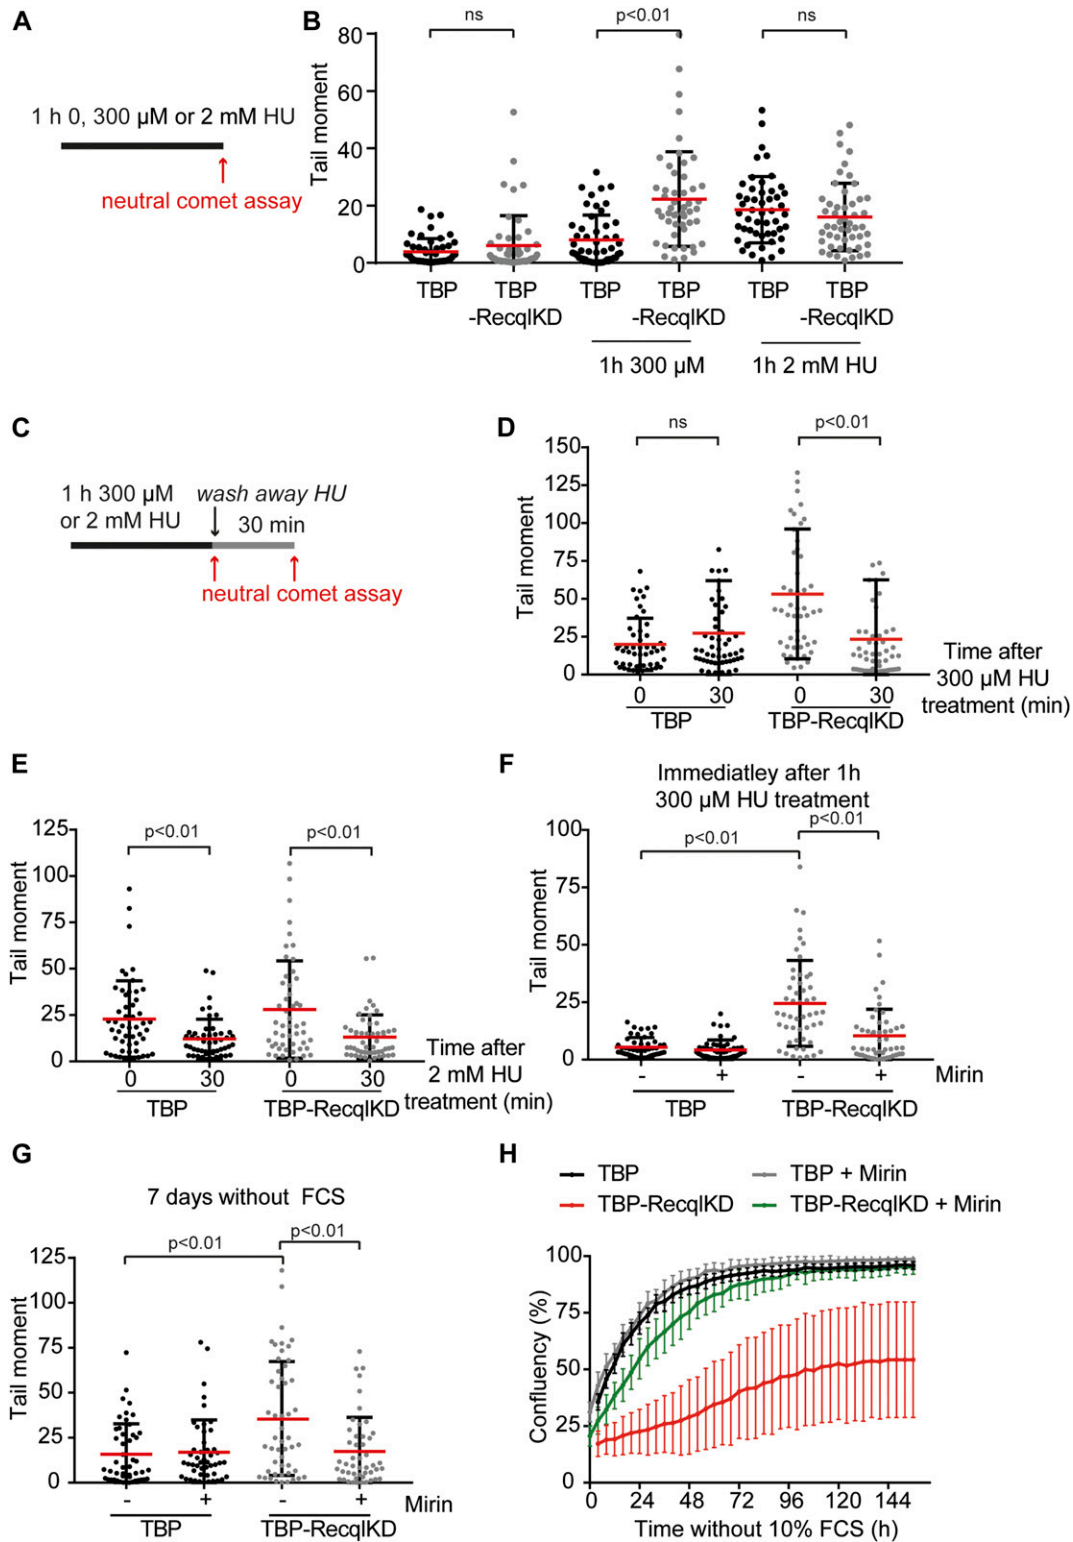 A
1 h 0, 300 µM or 2 mM HU
neutral comet assay
B
ns
p<0.01
ns
Tail moment
80
60
40
20
0
TBP
TBP
-RecqlKD
TBP
TBP
-RecqlKD
TBP
TBP
-RecqlKD
1h 300 µM
1h 2 mM HU
C
1 h 300 µM
or 2 mM HU
wash away HU
30 min
neutral comet assay
D
ns
p<0.01
Tail moment
150
125
100
75
50
25
0
0
30
0
30
TBP
TBP-RecqlKD
Time after
300 µM HU
treatment (min)
E
p<0.01
p<0.01
Tail moment
125
100
75
50
25
0
0
30
0
30
TBP
TBP-RecqlKD
Time after
2 mM HU
treatment (min)
F
Immediatley after 1h
300 µM HU treatment
p<0.01
p<0.01
Tail moment
100
75
50
25
0
-
+
-
+
Mirin
TBP
TBP-RecqlKD
G
7 days without FCS
p<0.01
p<0.01
Tail moment
125
100
75
50
25
0
-
+
-
+
Mirin
TBP
TBP-RecqlKD
H
TBP
TBP + Mirin
TBP-RecqlKD
TBP-RecqlKD + Mirin
Confluency (%)
100
75
50
25
0
0 24 48 72 96 120 144
Time without 10% FCS (h)